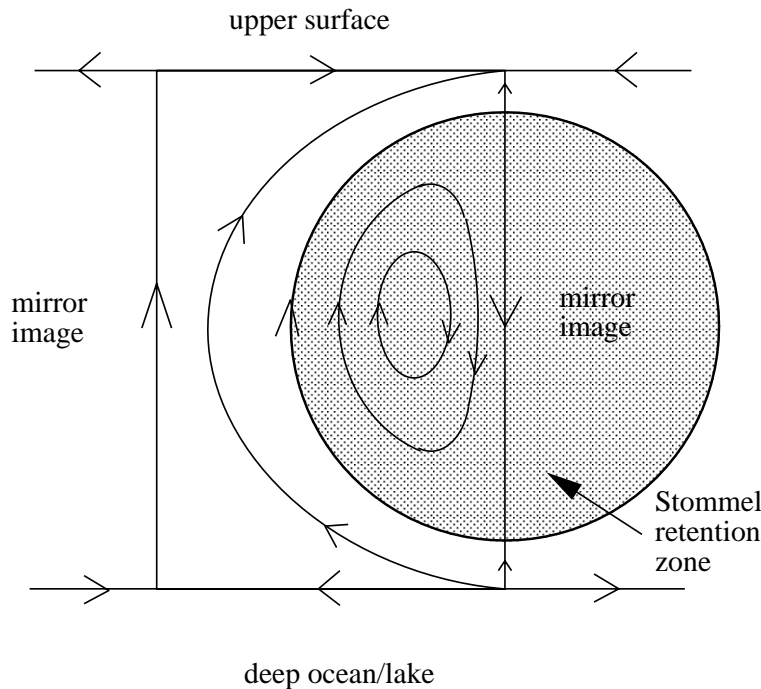 upper surface
mirror
image
mirror
image
Stommel
retention
zone
deep ocean/lake